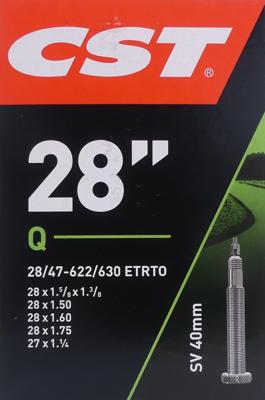 CST®
28”
Q
28/47-622/630 ETRTO
28 x 1.5/8 x 1.3/8
28 x 1.50
28 x 1.60
28 x 1.75
27 x 1.1/4
SV 40mm